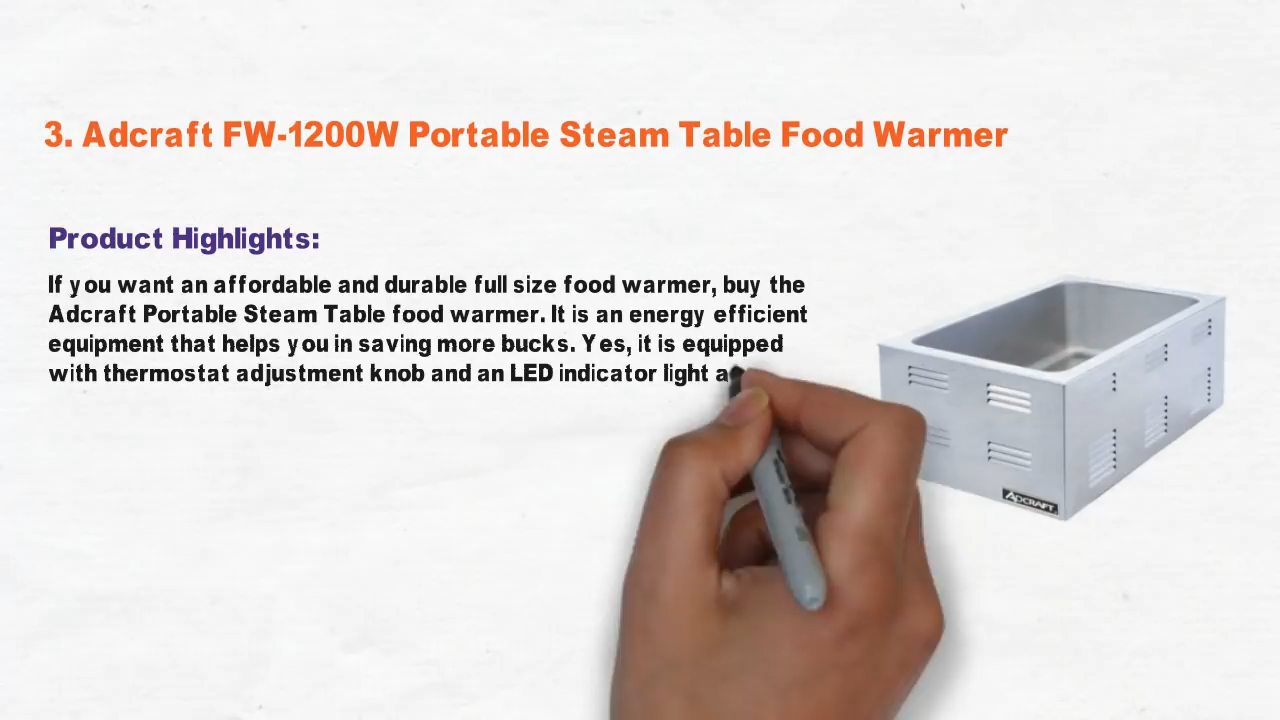 3. Adcraft FW-1200W Portable Steam Table Food Warmer
Product Highlights:
If you want an affordable and durable full size food warmer, buy the
Adcraft Portable Steam Table food warmer. It is an energy efficient
equipment that helps you in saving more bucks. Yes, it is equipped
with thermostat adjustment knob and an LED indicator light a
ADCRAFT